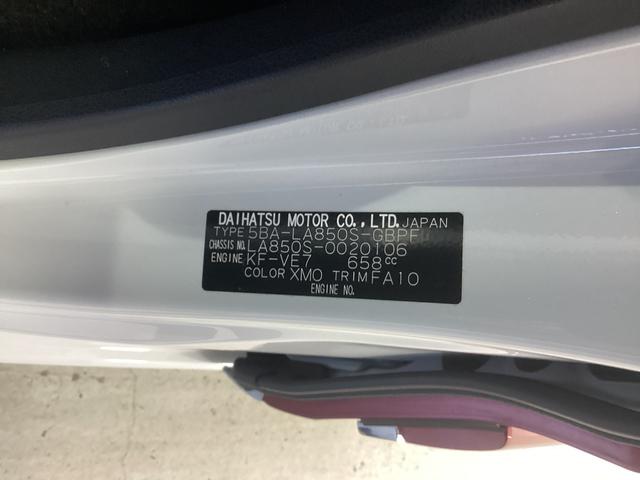 DAIHATSU MOTOR CO.,LTD. JAPAN
TYPE 5BA-LA850S-GBPF
CHASSIS NO. LA850S-0020106
ENGINE KF-VE7 658cc
COLOR XM0 TRIM FA10
ENGINE NO.